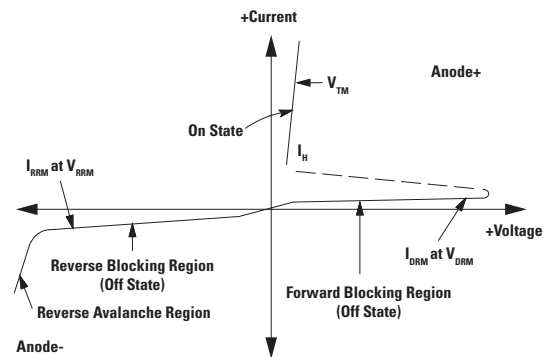 +Current
Anode+
V_TM
On State
I_H
I_RRM at V_RRM
+Voltage
I_DRM at V_DRM
Reverse Blocking Region
(Off State)
Forward Blocking Region
(Off State)
Reverse Avalanche Region
Anode-